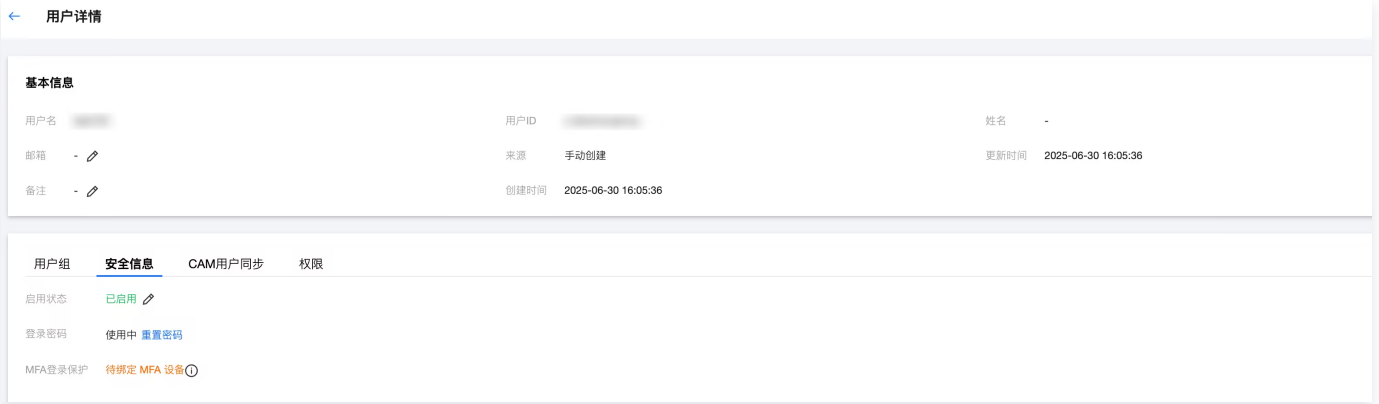 ← 用户详情
基本信息
用户名 用户ID 姓名 -
邮箱 - 来源 手动创建 更新时间 2025-06-30 16:05:36
备注 - 创建时间 2025-06-30 16:05:36
用户组 安全信息 CAM用户同步 权限
启用状态 已启用
登录密码 使用中 重置密码
MFA登录保护 待绑定 MFA 设备